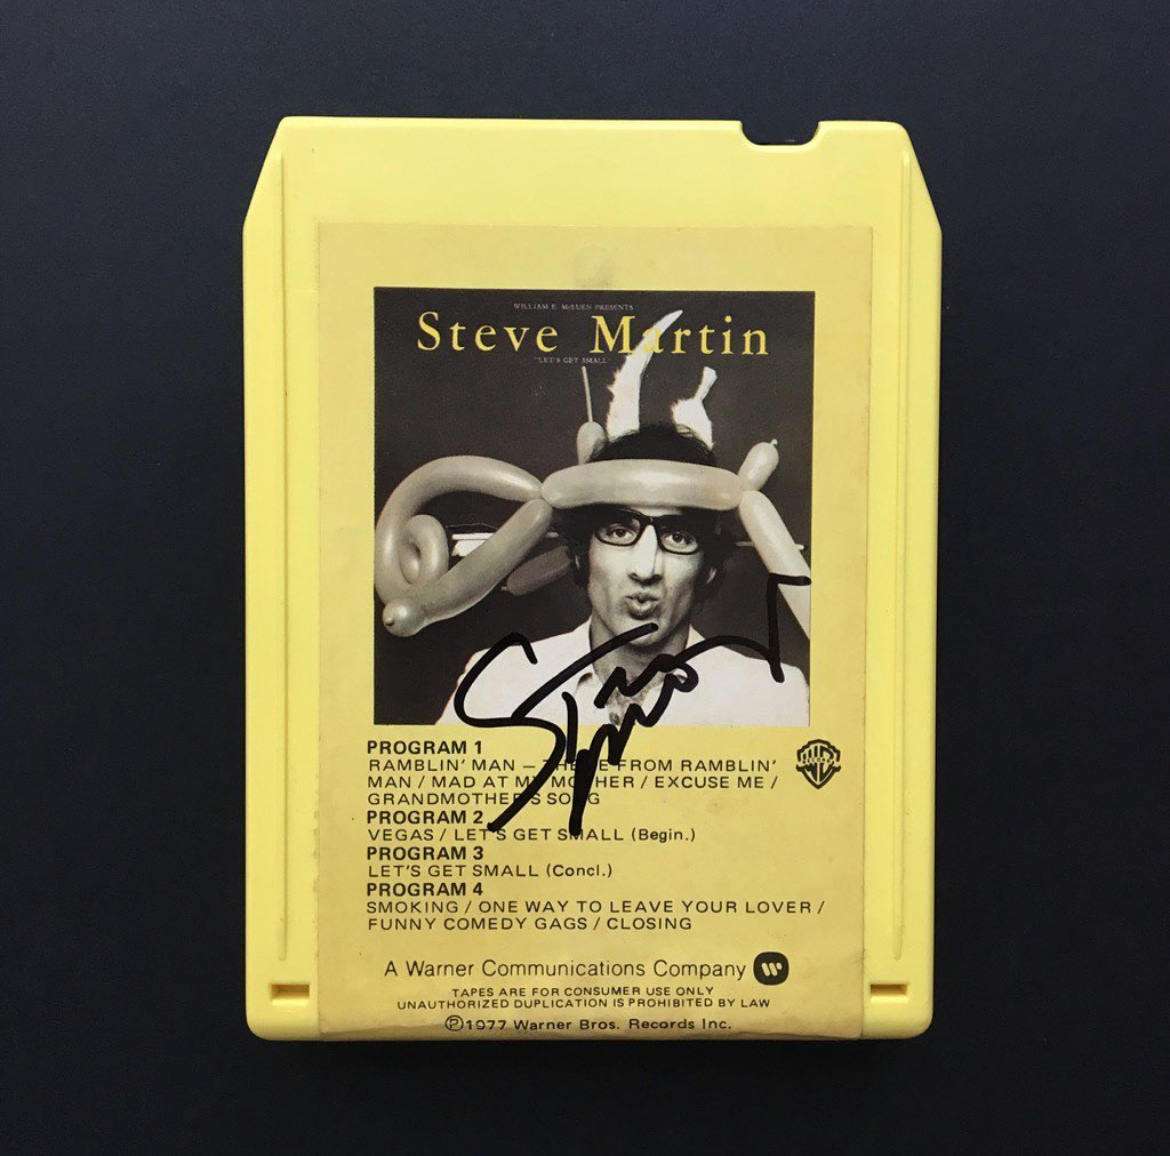 WILLIAM E. McEUEN PRESENTS
Steve Martin
"LET'S GET SMALL"
PROGRAM 1
RAMBLIN' MAN – THEME FROM RAMBLIN'
MAN / MAD AT MY MOTHER / EXCUSE ME /
GRANDMOTHER'S SONG
PROGRAM 2
VEGAS / LET'S GET SMALL (Begin.)
PROGRAM 3
LET'S GET SMALL (Concl.)
PROGRAM 4
SMOKING / ONE WAY TO LEAVE YOUR LOVER /
FUNNY COMEDY GAGS / CLOSING
A Warner Communications Company
TAPES ARE FOR CONSUMER USE ONLY
UNAUTHORIZED DUPLICATION IS PROHIBITED BY LAW
℗1977 Warner Bros. Records Inc.